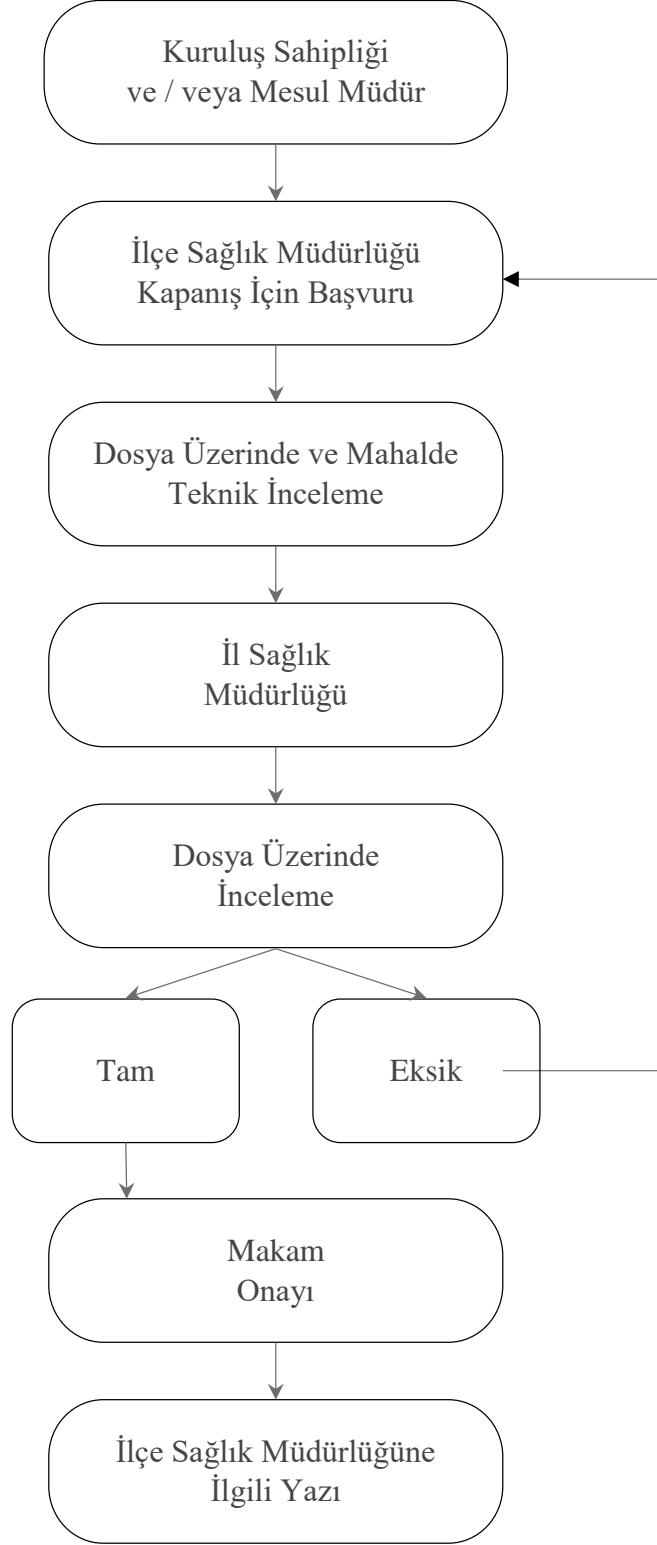 Kuruluş Sahipliği
ve / veya Mesul Müdür
İlçe Sağlık Müdürlüğü
Kapanış İçin Başvuru
Dosya Üzerinde ve Mahalde
Teknik İnceleme
İl Sağlık
Müdürlüğü
Dosya Üzerinde
İnceleme
Tam
Eksik
Makam
Onayı
İlçe Sağlık Müdürlüğüne
İlgili Yazı